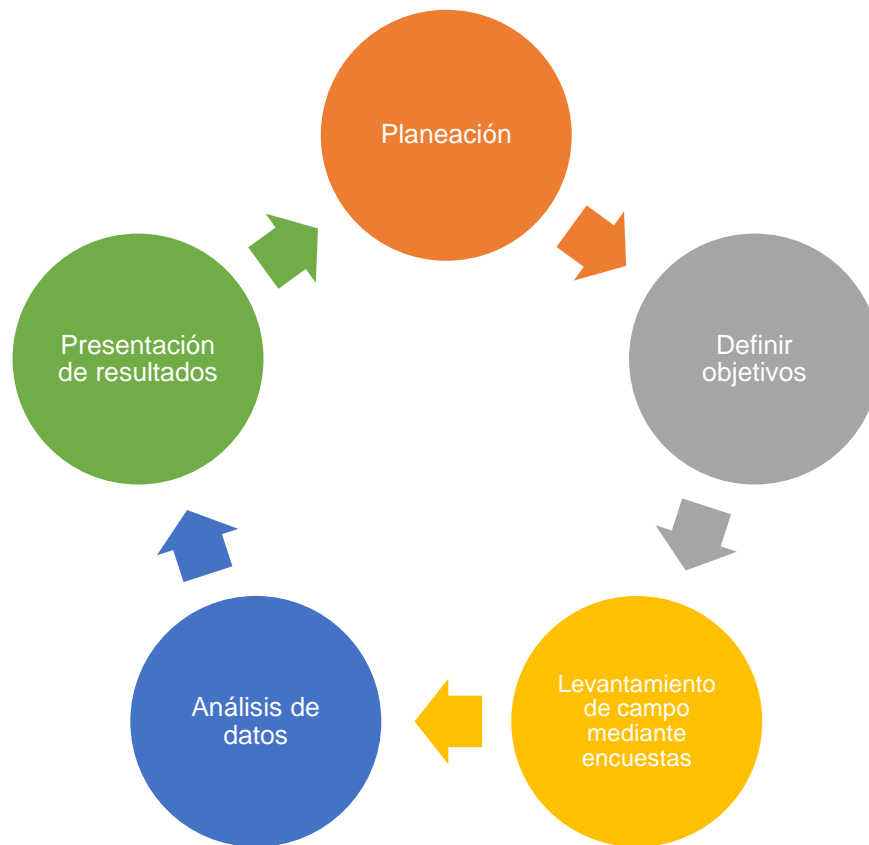 Planeación
Definir
objetivos
Levantamiento
de campo
mediante
encuestas
Análisis de
datos
Presentación
de resultados